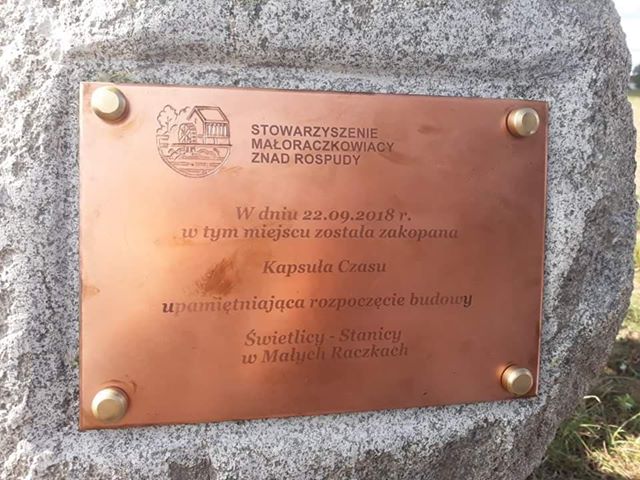 STOWARZYSZENIE
MAŁORACZKOWIACY
ZNAD ROSPUDY
W dniu 22.09.2018 r.
w tym miejscu została zakopana
Kapsuła Czasu
upamiętniająca rozpoczęcie budowy
Świetlicy - Stanicy
w Małych Raczkach